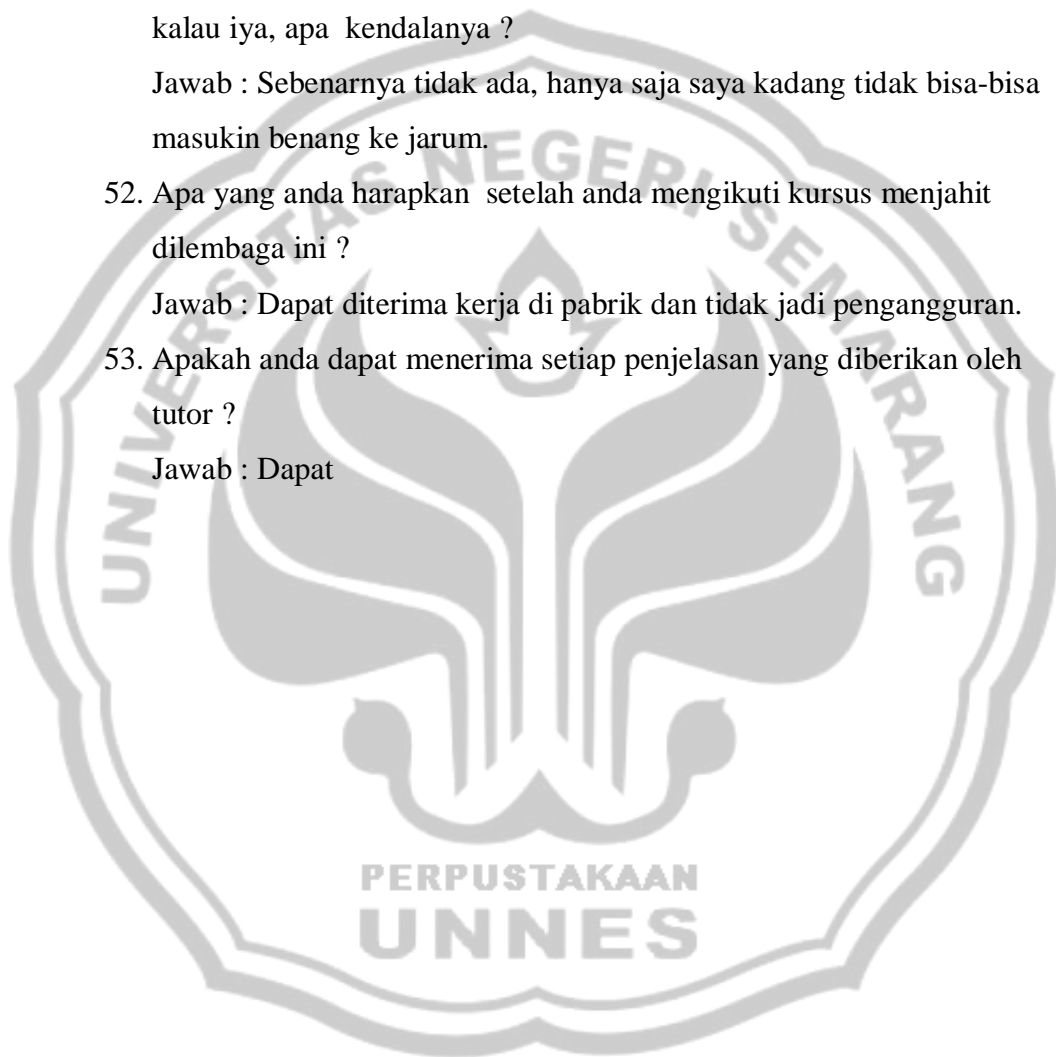 kalau iya, apa  kendalanya ?
Jawab : Sebenarnya tidak ada, hanya saja saya kadang tidak bisa-bisa
masukin benang ke jarum.
52. Apa yang anda harapkan  setelah anda mengikuti kursus menjahit
dilembaga ini ?
Jawab : Dapat diterima kerja di pabrik dan tidak jadi pengangguran.
53. Apakah anda dapat menerima setiap penjelasan yang diberikan oleh
tutor ?
Jawab : Dapat
UNIVERSITAS NEGERI SEMARANG
PERPUSTAKAAN
UNNES